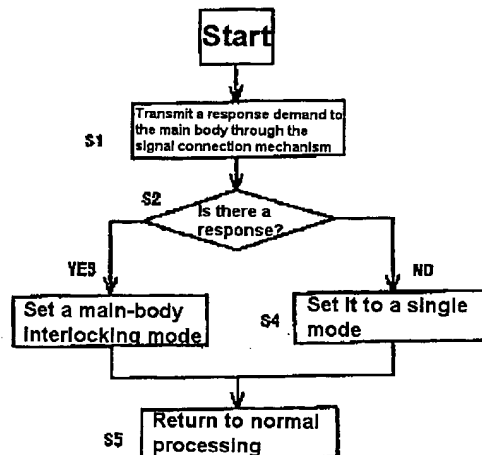 Start
S1
Transmit a response demand to
the main body through the
signal connection mechanism
S2
Is there a
response?
YES
NO
Set a main-body
interlocking mode
S4
Set it to a single
mode
S5
Return to normal
processing